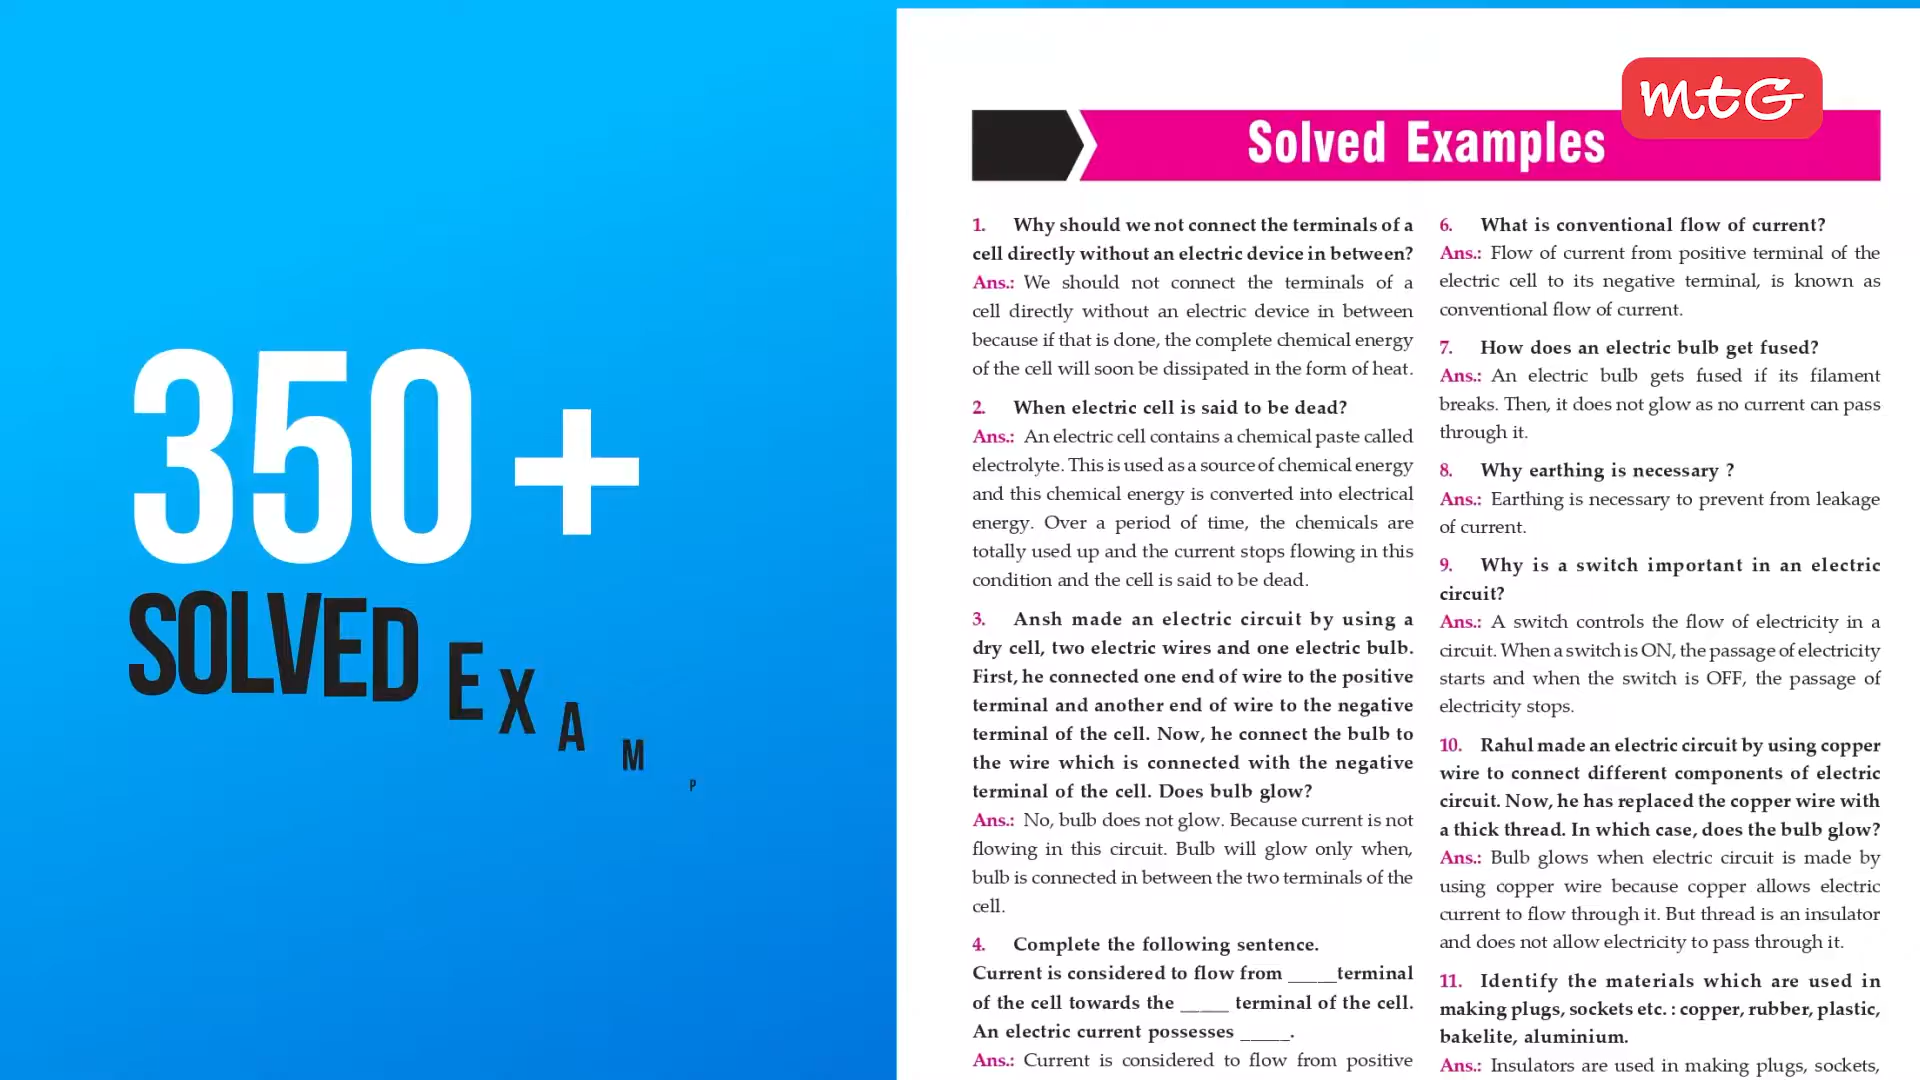 350+
SOLVED EXAMP
mtG
Solved Examples
1. Why should we not connect the terminals of a
cell directly without an electric device in between?
Ans.: We should not connect the terminals of a
cell directly without an electric device in between
because if that is done, the complete chemical energy
of the cell will soon be dissipated in the form of heat.
2. When electric cell is said to be dead?
Ans.: An electric cell contains a chemical paste called
electrolyte. This is used as a source of chemical energy
and this chemical energy is converted into electrical
energy. Over a period of time, the chemicals are
totally used up and the current stops flowing in this
condition and the cell is said to be dead.
3. Ansh made an electric circuit by using a
dry cell, two electric wires and one electric bulb.
First, he connected one end of wire to the positive
terminal and another end of wire to the negative
terminal of the cell. Now, he connect the bulb to
the wire which is connected with the negative
terminal of the cell. Does bulb glow?
Ans.: No, bulb does not glow. Because current is not
flowing in this circuit. Bulb will glow only when,
bulb is connected in between the two terminals of the
cell.
4. Complete the following sentence.
Current is considered to flow from _____terminal
of the cell towards the _____ terminal of the cell.
An electric current possesses _____.
Ans.: Current is considered to flow from positive
6. What is conventional flow of current?
Ans.: Flow of current from positive terminal of the
electric cell to its negative terminal, is known as
conventional flow of current.
7. How does an electric bulb get fused?
Ans.: An electric bulb gets fused if its filament
breaks. Then, it does not glow as no current can pass
through it.
8. Why earthing is necessary ?
Ans.: Earthing is necessary to prevent from leakage
of current.
9. Why is a switch important in an electric
circuit?
Ans.: A switch controls the flow of electricity in a
circuit. When a switch is ON, the passage of electricity
starts and when the switch is OFF, the passage of
electricity stops.
10. Rahul made an electric circuit by using copper
wire to connect different components of electric
circuit. Now, he has replaced the copper wire with
a thick thread. In which case, does the bulb glow?
Ans.: Bulb glows when electric circuit is made by
using copper wire because copper allows electric
current to flow through it. But thread is an insulator
and does not allow electricity to pass through it.
11. Identify the materials which are used in
making plugs, sockets etc. : copper, rubber, plastic,
bakelite, aluminium.
Ans.: Insulators are used in making plugs, sockets,